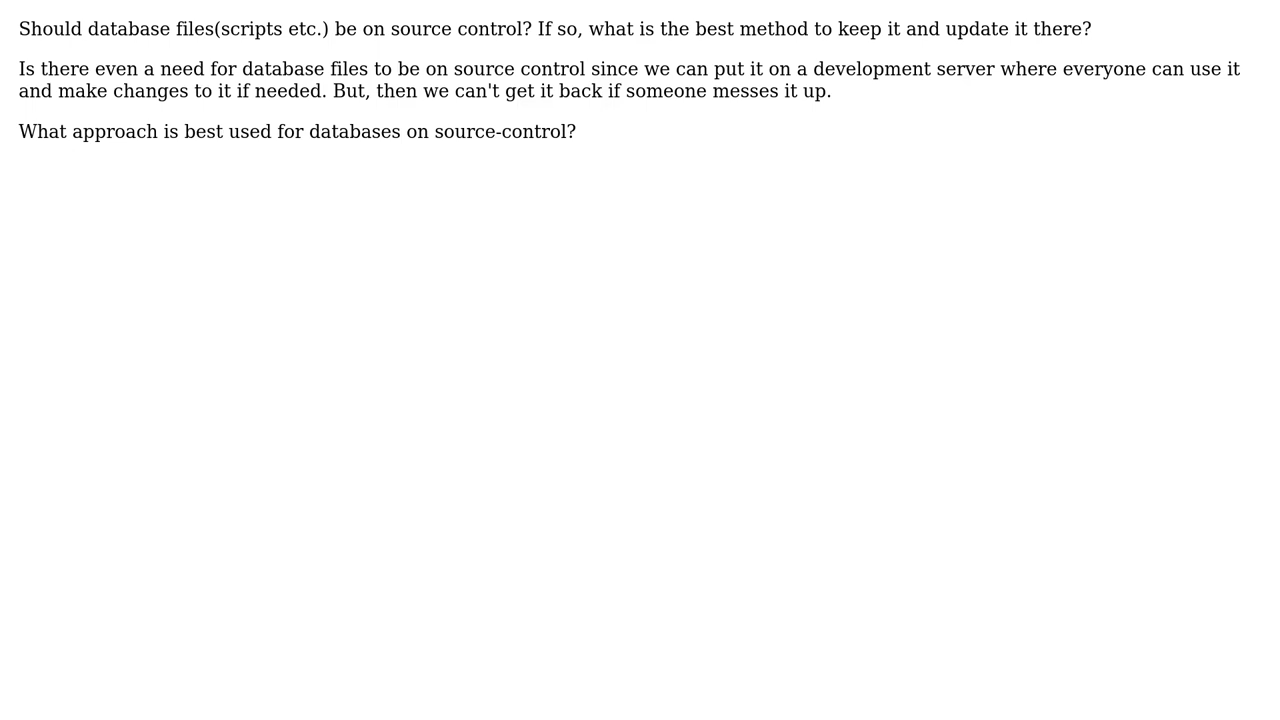 Should database files(scripts etc.) be on source control? If so, what is the best method to keep it and update it there?
Is there even a need for database files to be on source control since we can put it on a development server where everyone can use it
and make changes to it if needed. But, then we can't get it back if someone messes it up.
What approach is best used for databases on source-control?